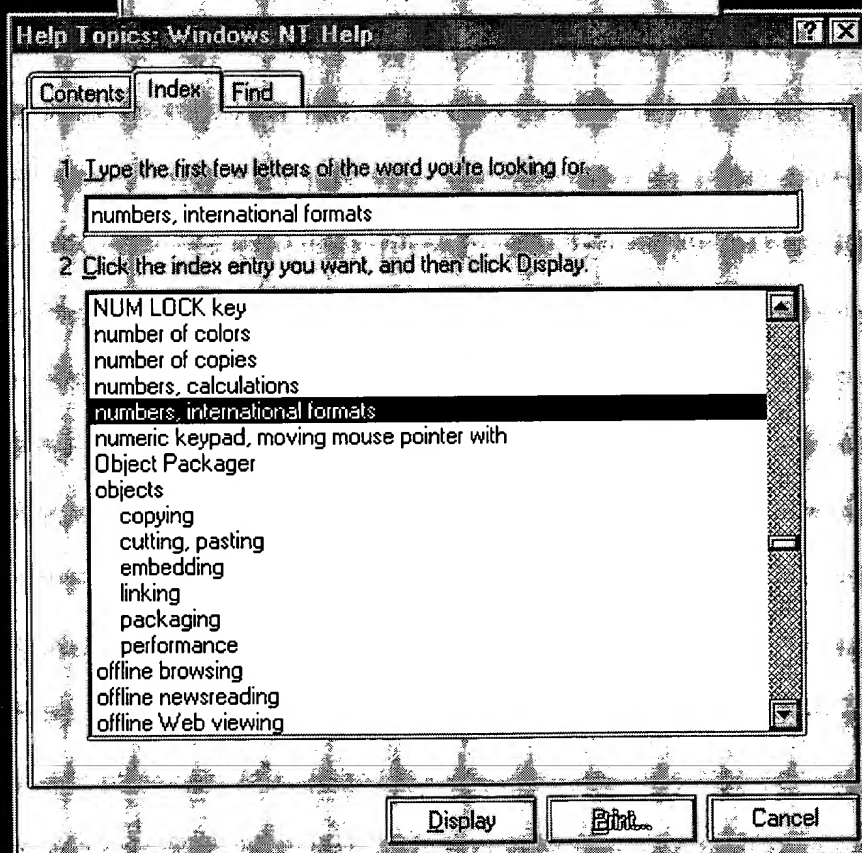 Help Topics: Windows NT Help
Contents Index Find
1 Type the first few letters of the word you're looking for.
numbers, international formats
2 Click the index entry you want, and then click Display.
NUM LOCK key
number of colors
number of copies
numbers, calculations
numbers, international formats
numeric keypad, moving mouse pointer with
Object Packager
objects
copying
cutting, pasting
embedding
linking
packaging
performance
offline browsing
offline newsreading
offline Web viewing
Display Print... Cancel